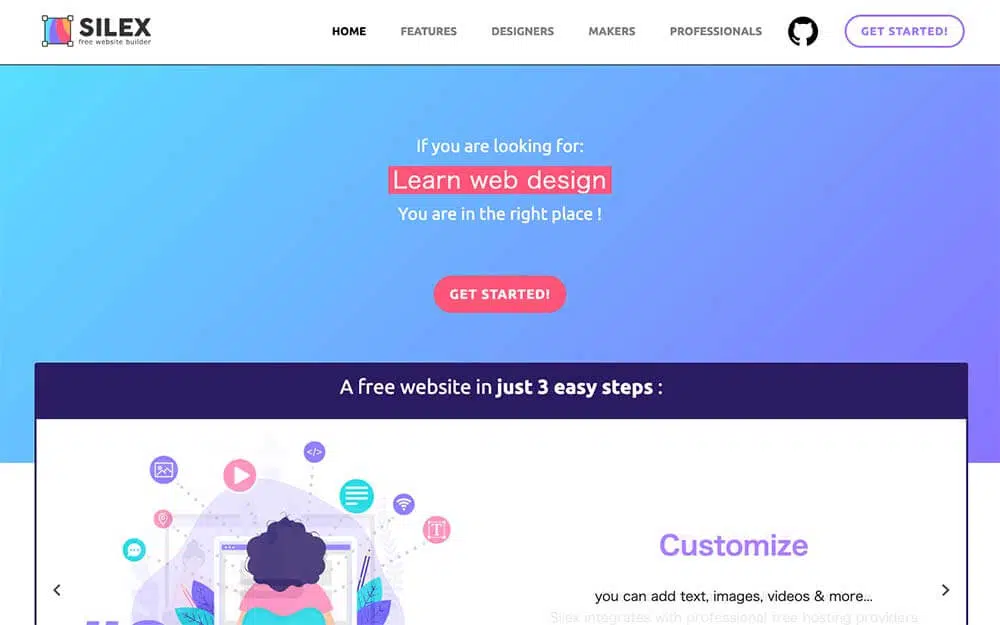 SILEX
free website builder
HOME FEATURES DESIGNERS MAKERS PROFESSIONALS GET STARTED!
If you are looking for:
Learn web design
You are in the right place !
GET STARTED!
A free website in just 3 easy steps :
</>
T
Customize
you can add text, images, videos & more...
Silex integrates with professional free hosting providers